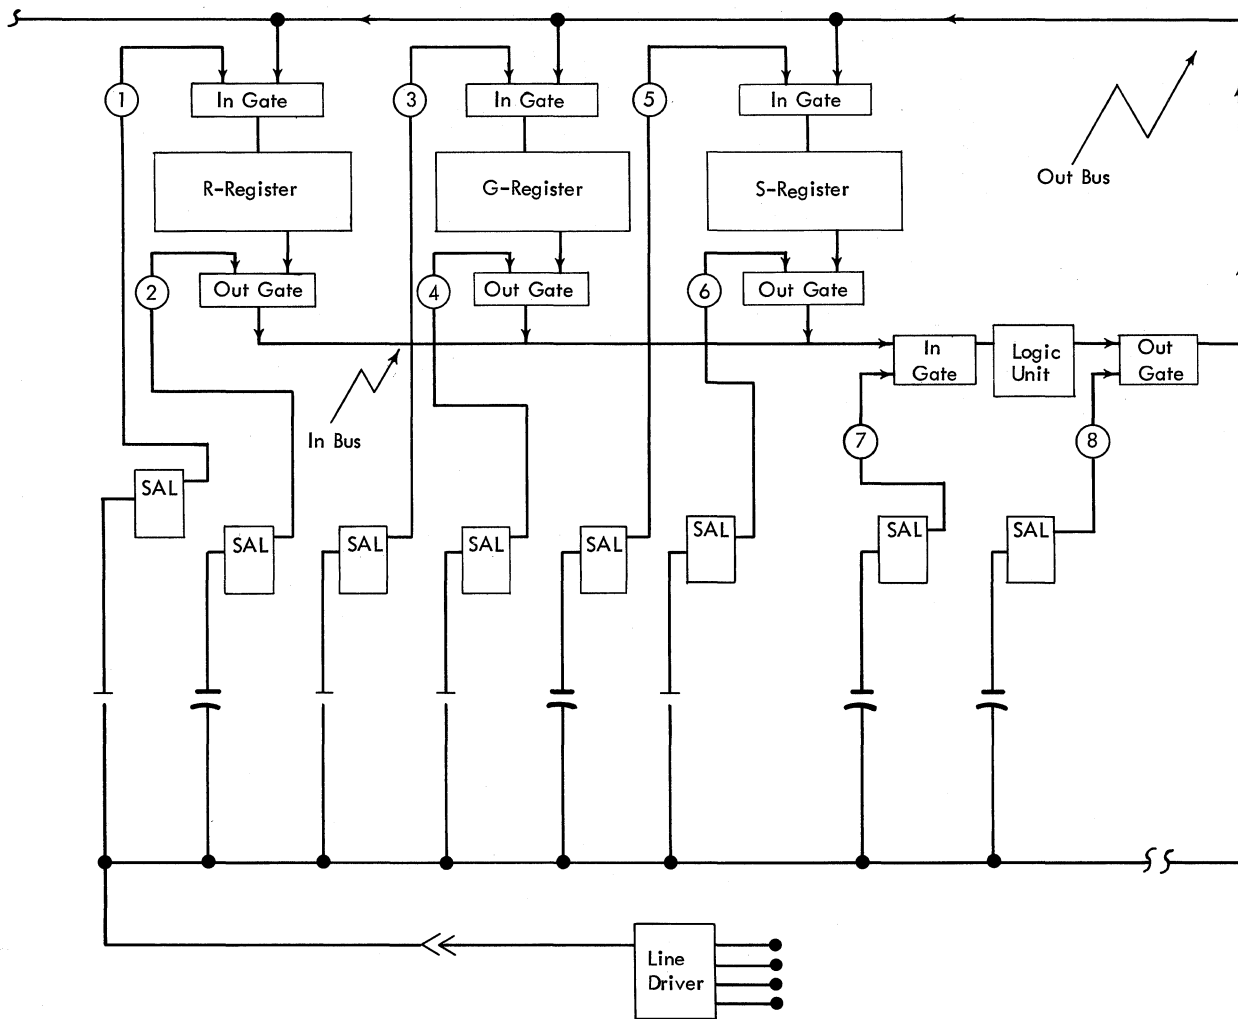 1
3
5
In Gate
In Gate
In Gate
Out Bus
R-Register
G-Register
S-Register
2
4
6
Out Gate
Out Gate
Out Gate
In
Gate
Logic
Unit
Out
Gate
In Bus
7
8
SAL
SAL
SAL
SAL
SAL
SAL
SAL
SAL
Line
Driver